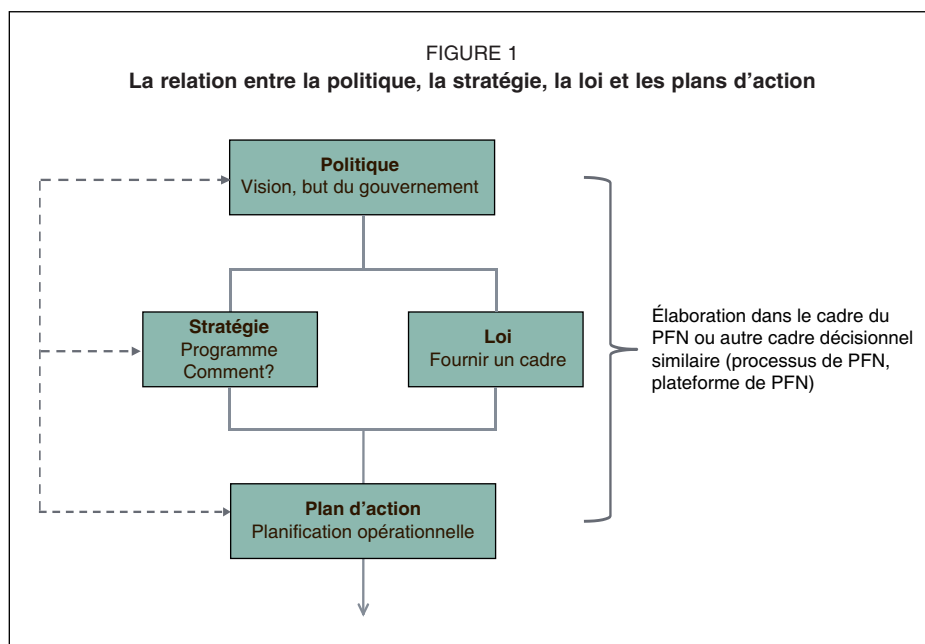 FIGURE 1
La relation entre la politique, la stratégie, la loi et les plans d’action
Politique
Vision, but du gouvernement
Stratégie
Programme
Comment?
Loi
Fournir un cadre
Élaboration dans le cadre du
PFN ou autre cadre décisionnel
similaire (processus de PFN,
plateforme de PFN)
Plan d’action
Planification opérationnelle